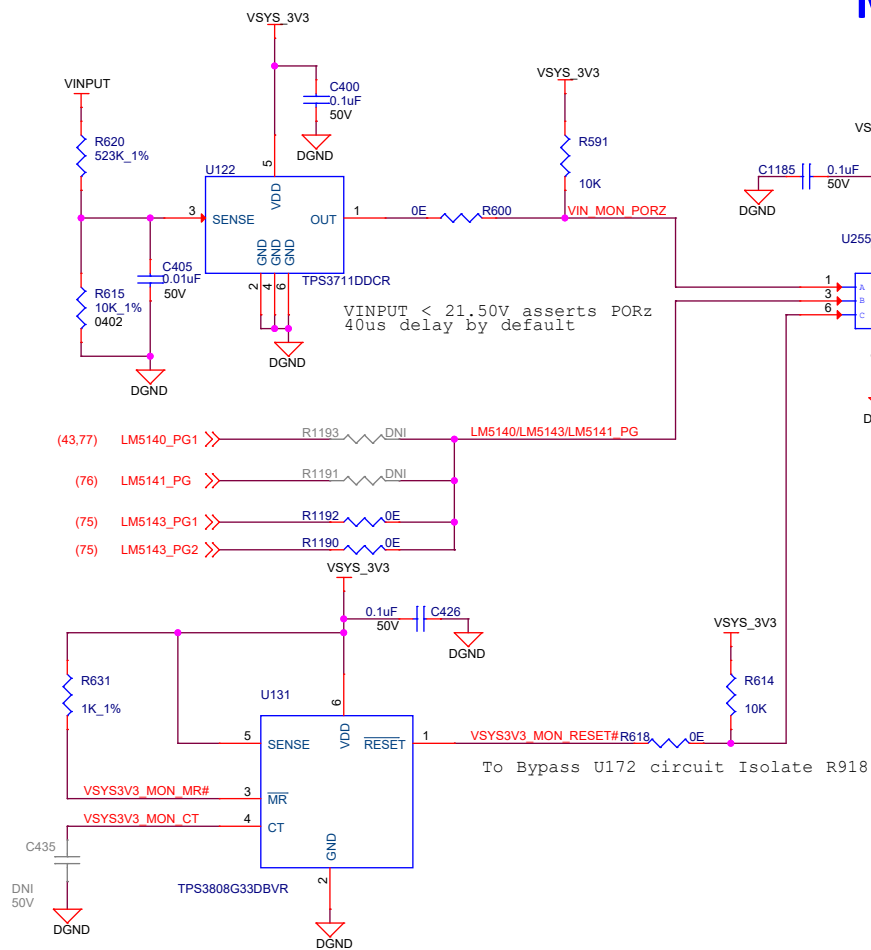 VSYS_3V3
VINPUT
C400
0.1uF
50V
DGND
VSYS_3V3
R620
523K_1%
R591
10K
C1185
0.1uF
50V
DGND
U122
5
VDD
3
SENSE
OUT
1
0E
R600
VIN_MON_PORZ
GND
GND
GND
2
4
6
TPS3711DDCR
C405
0.01uF
50V
R615
10K_1%
0402
DGND
DGND
VINPUT < 21.50V asserts PORz
40us delay by default
U255
1
A
3
B
6
C
(43,77)
LM5140_PG1
R1193
DNI
LM5140/LM5143/LM5141_PG
(76)
LM5141_PG
R1191
DNI
(75)
LM5143_PG1
R1192
0E
(75)
LM5143_PG2
R1190
0E
VSYS_3V3
0.1uF
C426
50V
DGND
VSYS_3V3
R631
1K_1%
R614
10K
U131
6
VDD
5
SENSE
RESET
1
VSYS3V3_MON_RESET#
R618
0E
To Bypass U172 circuit Isolate R918
VSYS3V3_MON_MR#
3
MR
VSYS3V3_MON_CT
4
CT
C435
GND
2
DNI
50V
TPS3808G33DBVR
DGND
DGND